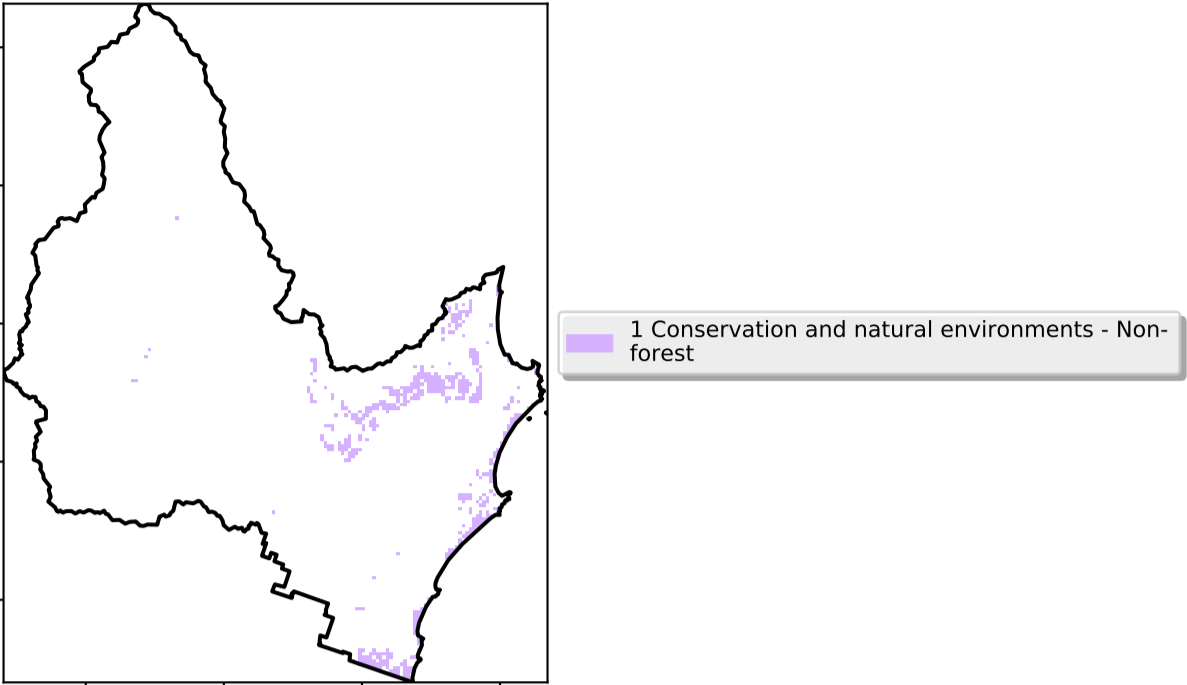 1 Conservation and natural environments - Non-
forest